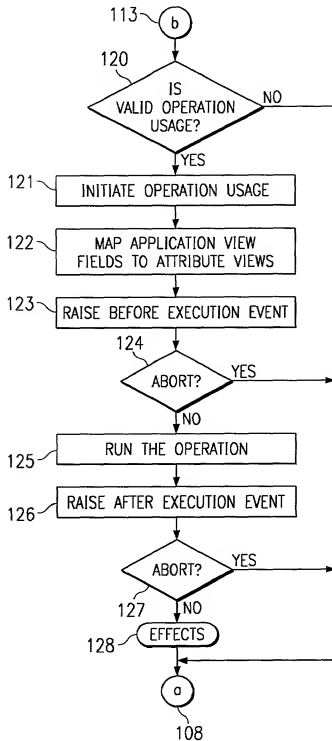 113
b
120
IS
VALID OPERATION
USAGE?
NO
YES
121
INITIATE OPERATION USAGE
122
MAP APPLICATION VIEW
FIELDS TO ATTRIBUTE VIEWS
123
RAISE BEFORE EXECUTION EVENT
124
ABORT?
YES
NO
125
RUN THE OPERATION
126
RAISE AFTER EXECUTION EVENT
ABORT?
YES
127
NO
128
EFFECTS
a
108